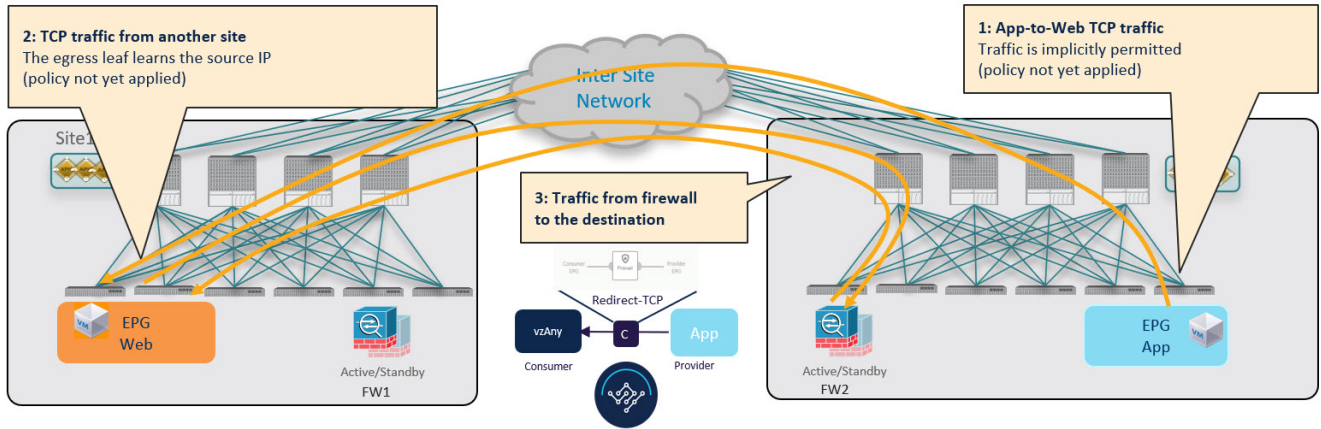 2: TCP traffic from another site
The egress leaf learns the source IP
(policy not yet applied)
1: App-to-Web TCP traffic
Traffic is implicitly permitted
(policy not yet applied)
Inter Site
Network
Site1
3: Traffic from firewall
to the destination
Consumer
EPG
Firewall
Provider
EPG
Redirect-TCP
vzAny
C
App
Consumer
Provider
VM
EPG
Web
Active/Standby
FW1
Active/Standby
FW2
EPG
App
VM